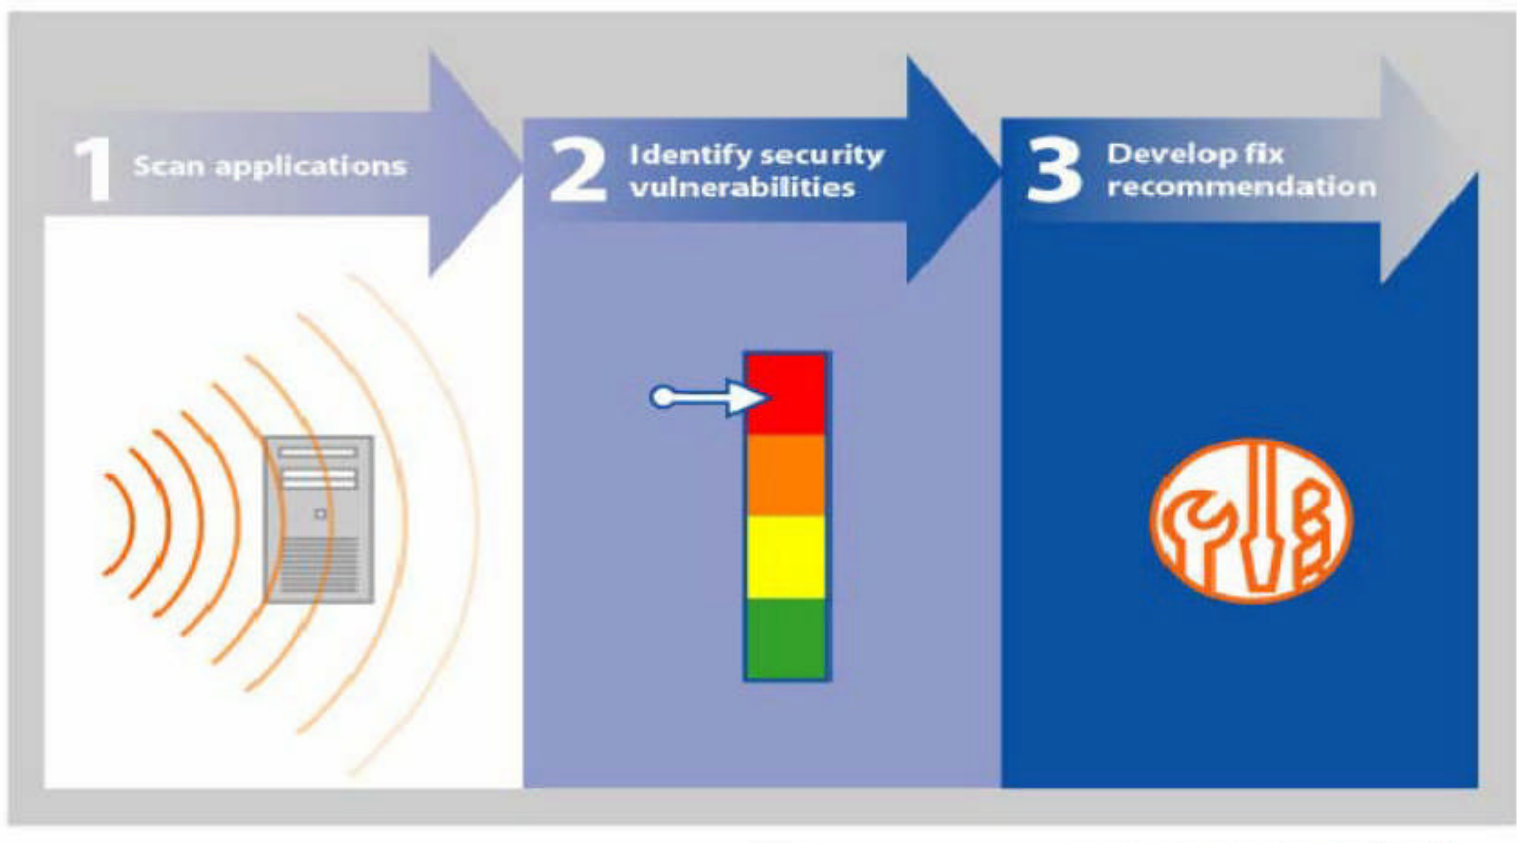 1 Scan applications
2 Identify security
vulnerabilities
3 Develop fix
recommendation